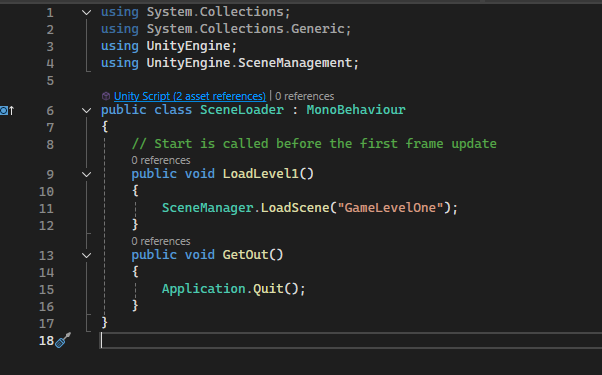 1 using System.Collections;
2 using System.Collections.Generic;
3 using UnityEngine;
4 using UnityEngine.SceneManagement;
5
Unity Script (2 asset references) | 0 references
6 public class SceneLoader : MonoBehaviour
7 {
8 // Start is called before the first frame update
0 references
9 public void LoadLevel1()
10 {
11 SceneManager.LoadScene("GameLevelOne");
12 }
0 references
13 public void GetOut()
14 {
15 Application.Quit();
16 }
17 }
18